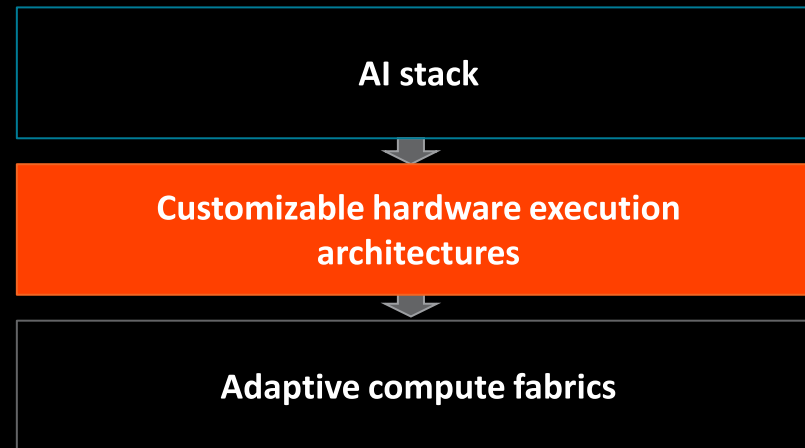 AI stack
Customizable hardware execution
architectures
Adaptive compute fabrics